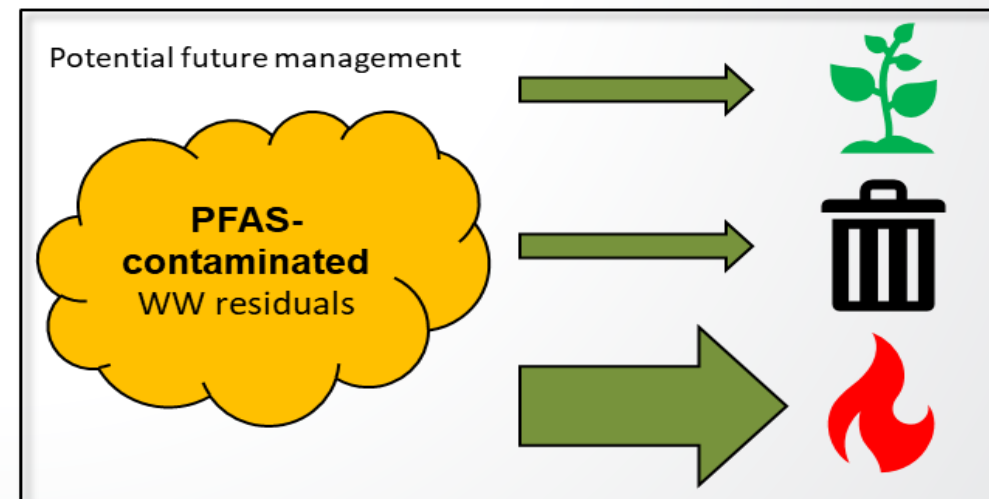 Potential future management
PFAS-
contaminated
WW residuals